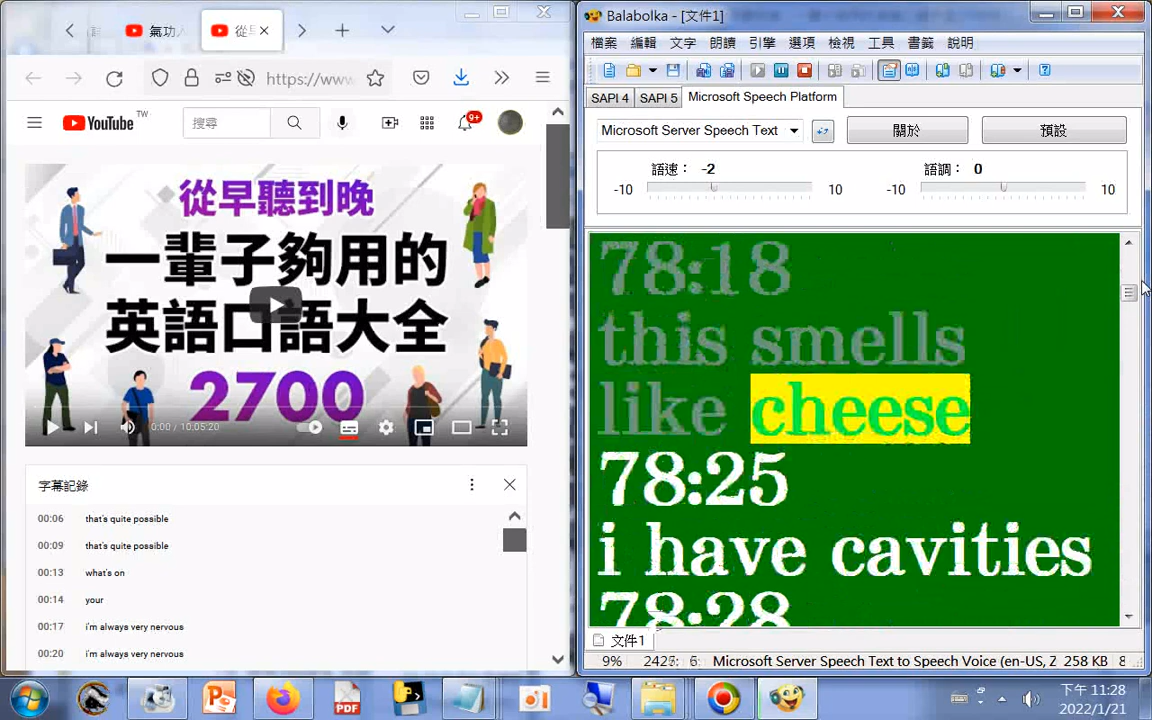 氣功
從
https://www
YouTube TW
搜尋
9+
從早聽到晚
一輩子夠用的
英語口語大全
2700
0:00 / 10:05:20
字幕記錄
00:06 that's quite possible
00:09 that's quite possible
00:13 what's on
00:14 your
00:17 i'm always very nervous
00:20 i'm always very nervous
Balabolka - [文件1]
檔案 編輯 文字 朗讀 引擎 選項 檢視 工具 書籤 說明
SAPI 4 SAPI 5 Microsoft Speech Platform
Microsoft Server Speech Text 關於 預設
語速： -2 語調： 0
-10 10 -10 10
78:18
this smells
like cheese
78:25
i have cavities
78:28
文件1
9% 2425: 6: Microsoft Server Speech Text to Speech Voice (en-US, Z 258 KB 8
PDF
下午 11:28
2022/1/21